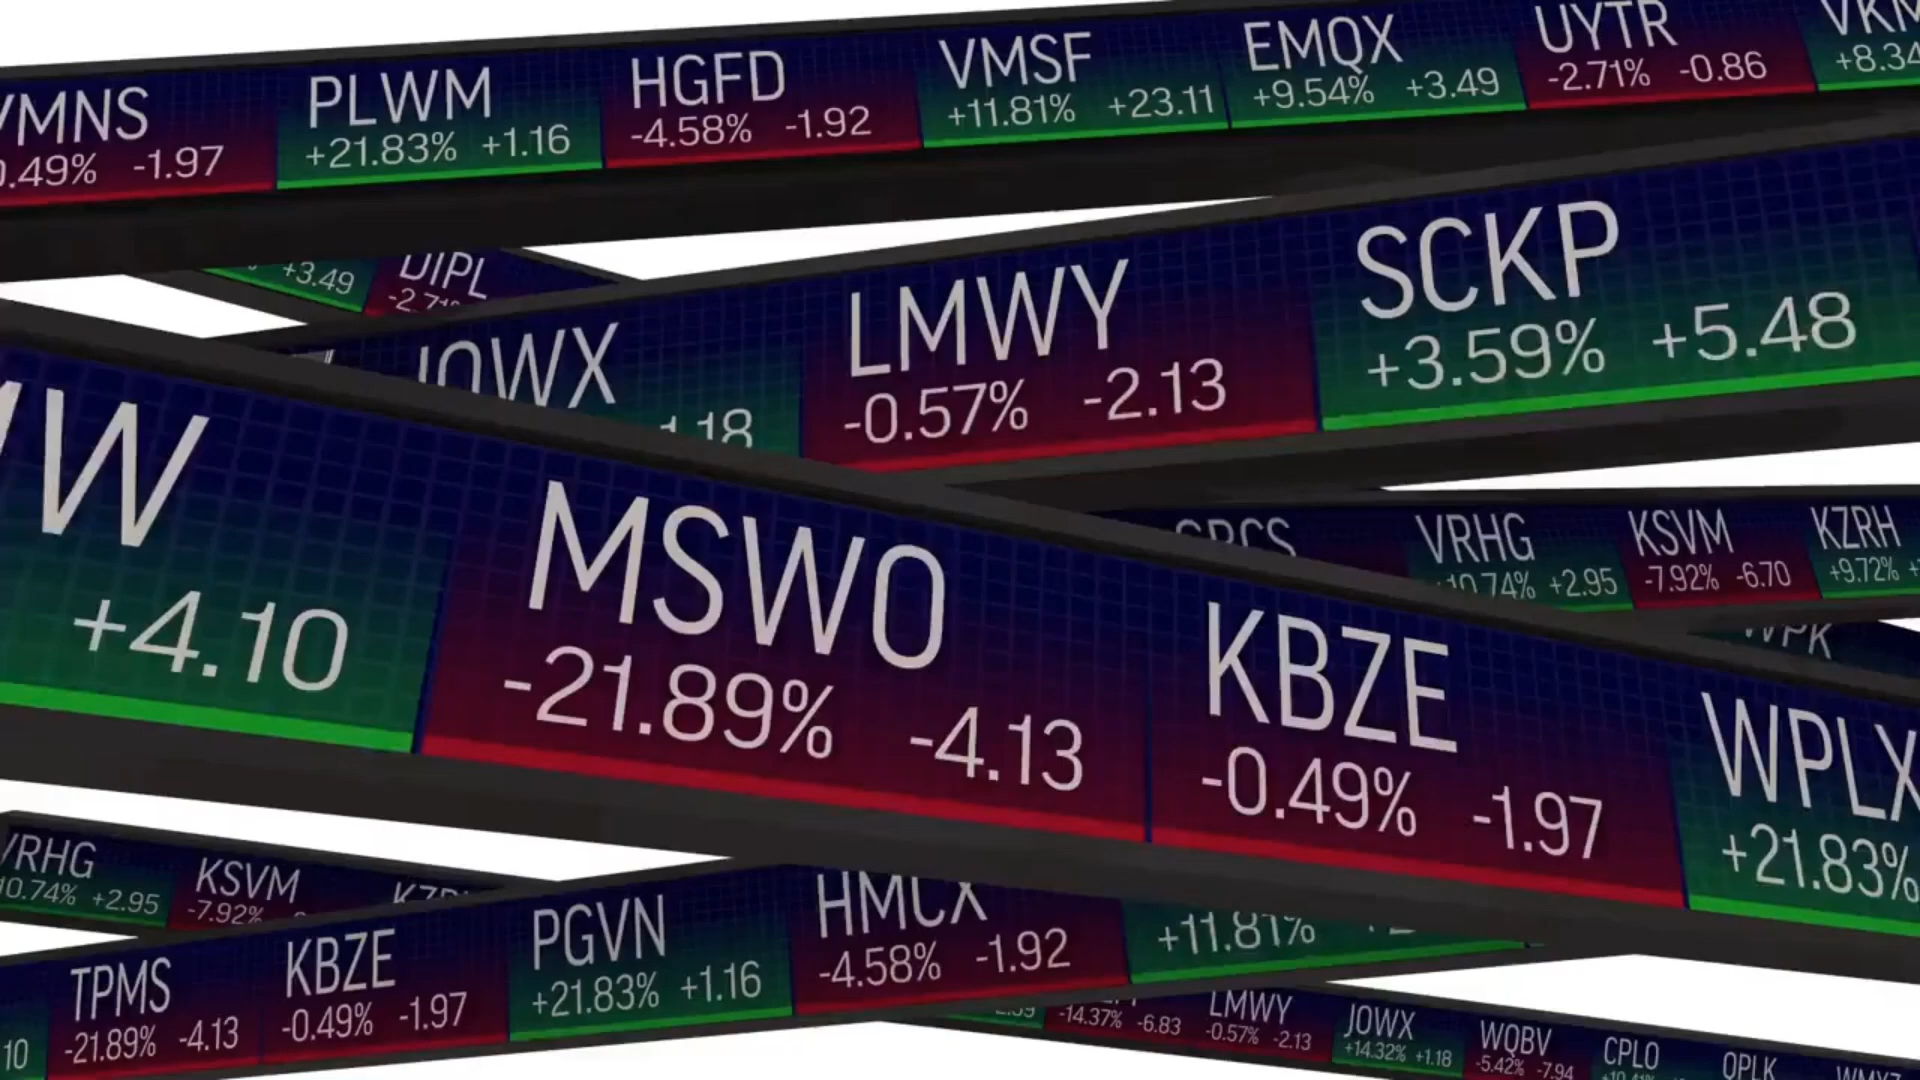 PLWM
+21.83% +1.16
HGFD
-4.58% -1.92
VMSF
+11.81% +23.11
EMQX
+9.54% +3.49
UYTR
-2.71% -0.86
-1.97
+3.49
DIPL
JOWX
1.18
LMWY
-0.57% -2.13
SCKP
+3.59% +5.48
+4.10
MSWO
-21.89% -4.13
KBZE
-0.49% -1.97
WPLX
+21.83%
VRHG
10.74% +2.95
KSVM
-7.92% -6.70
KZRH
+9.72%
VRHG
10.74% +2.95
KSVM
-7.92%
10
TPMS
-21.89% -4.13
KBZE
-0.49% -1.97
PGVN
+21.83% +1.16
HMCX
-4.58% -1.92
+11.81%
-14.37% -6.83
LMWY
-0.57% -2.13
JOWX
+14.32% +1.18
WQBV
-5.42% -7.94
CPLO
QPLK